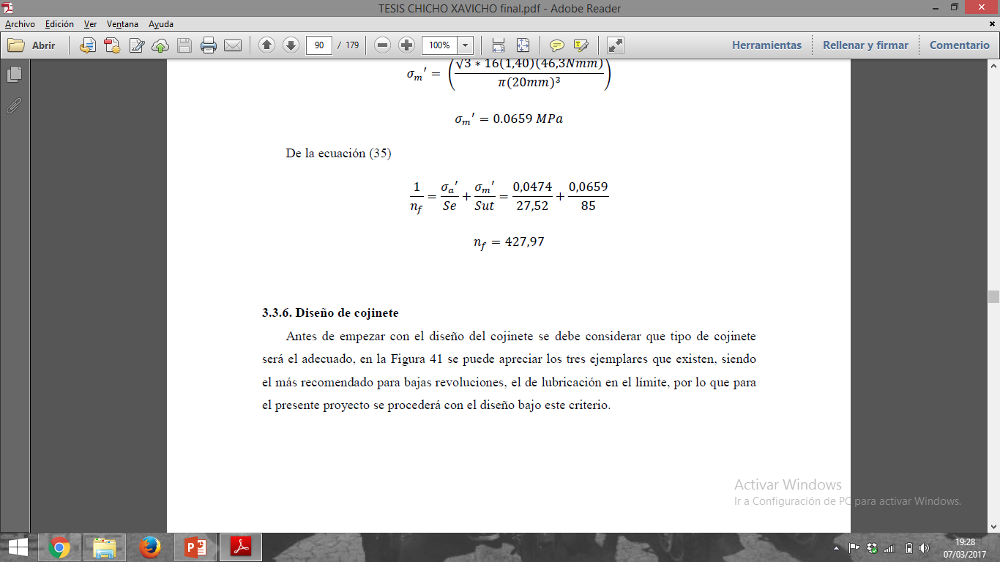 TESIS CHICHO XAVICHO final.pdf - Adobe Reader
Archivo Edición Ver Ventana Ayuda
Abrir 90 / 179 100% Herramientas Rellenar y firmar Comentario
σₘ′ = (√3 ∗ 16(1,40)(46,3Nmm) / π(20mm)³)
σₘ′ = 0.0659 MPa
De la ecuación (35)
1/n_f = σₐ′/Se + σₘ′/Sut = 0,0474/27,52 + 0,0659/85
n_f = 427,97
3.3.6. Diseño de cojinete
Antes de empezar con el diseño del cojinete se debe considerar que tipo de cojinete
será el adecuado, en la Figura 41 se puede apreciar los tres ejemplares que existen, siendo
el más recomendado para bajas revoluciones, el de lubricación en el límite, por lo que para
el presente proyecto se procederá con el diseño bajo este criterio.
Activar Windows
Ir a Configuración de PC para activar Windows.
19:28
07/03/2017